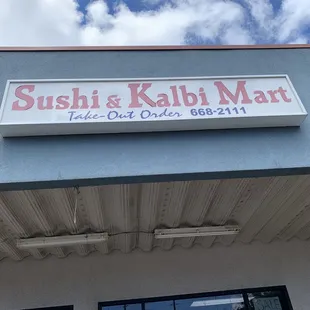 Sushi & Kalbi Mart
Take-Out Order 668-2111